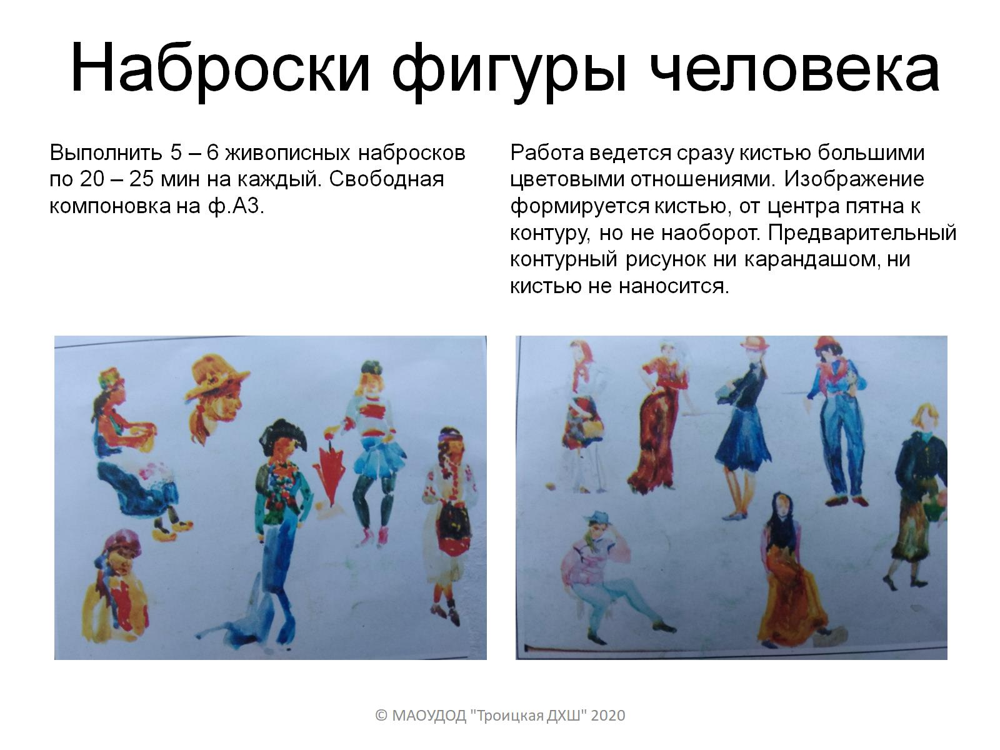 Наброски фигуры человека
Выполнить 5 – 6 живописных набросков
по 20 – 25 мин на каждый. Свободная
компоновка на ф.А3.
Работа ведется сразу кистью большими
цветовыми отношениями. Изображение
формируется кистью, от центра пятна к
контуру, но не наоборот. Предварительный
контурный рисунок ни карандашом, ни
кистью не наносится.
© МАОУДОД "Троицкая ДХШ" 2020